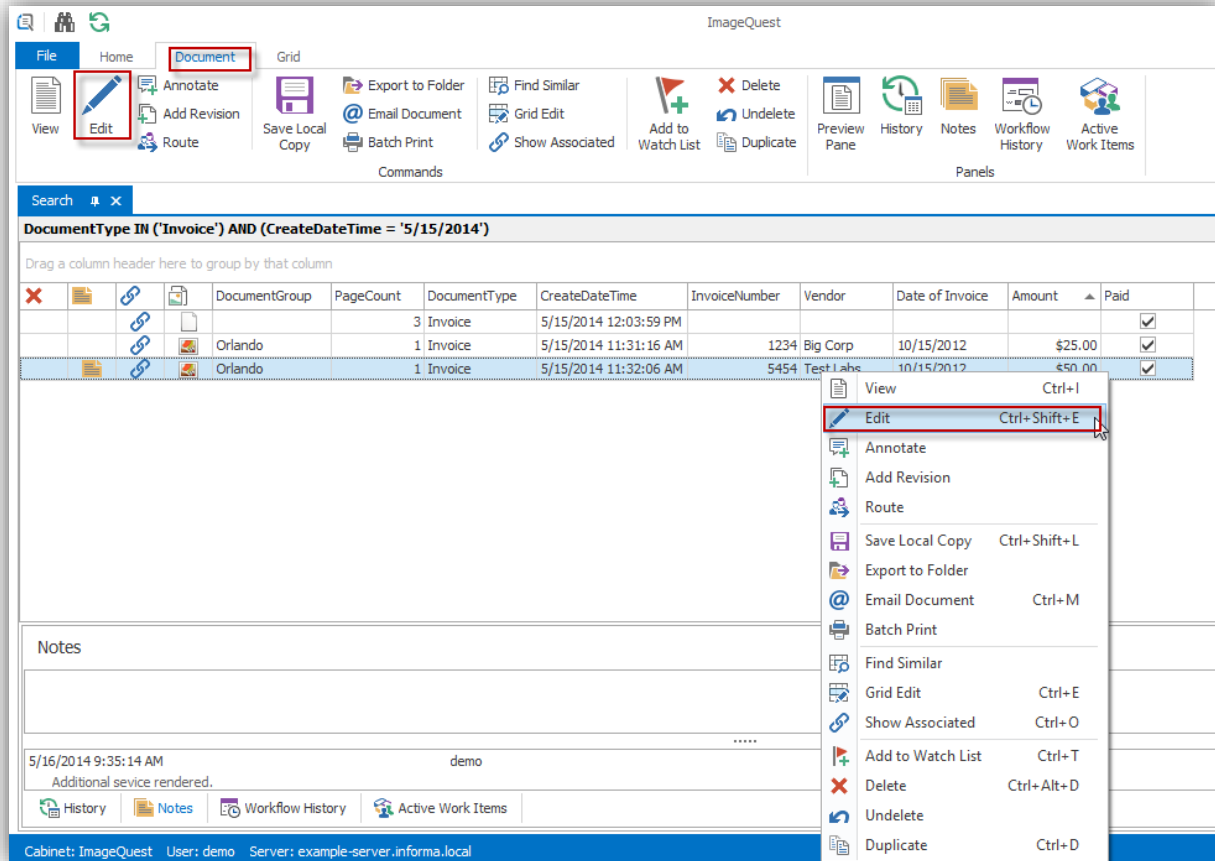 ImageQuest
File Home Document Grid
View
Edit
Annotate
Add Revision
Route
Save Local Copy
Export to Folder
Email Document
Batch Print
Find Similar
Grid Edit
Show Associated
Add to Watch List
Delete
Undelete
Duplicate
Preview Pane
History
Notes
Workflow History
Active Work Items
Commands
Panels
Search
DocumentType IN ('Invoice') AND (CreateDateTime = '5/15/2014')
Drag a column header here to group by that column
DocumentGroup PageCount DocumentType CreateDateTime InvoiceNumber Vendor Date of Invoice Amount Paid
3 Invoice 5/15/2014 12:03:59 PM
Orlando 1 Invoice 5/15/2014 11:31:16 AM 1234 Big Corp 10/15/2012 $25.00
Orlando 1 Invoice 5/15/2014 11:32:06 AM 5454 Test Labs 10/15/2012 $50.00
View Ctrl+I
Edit Ctrl+Shift+E
Annotate
Add Revision
Route
Save Local Copy Ctrl+Shift+L
Export to Folder
Email Document Ctrl+M
Batch Print
Find Similar
Grid Edit Ctrl+E
Show Associated Ctrl+O
Add to Watch List Ctrl+T
Delete Ctrl+Alt+D
Undelete
Duplicate Ctrl+D
Notes
5/16/2014 9:35:14 AM demo
Additional sevice rendered.
History Notes Workflow History Active Work Items
Cabinet: ImageQuest User: demo Server: example-server.informa.local